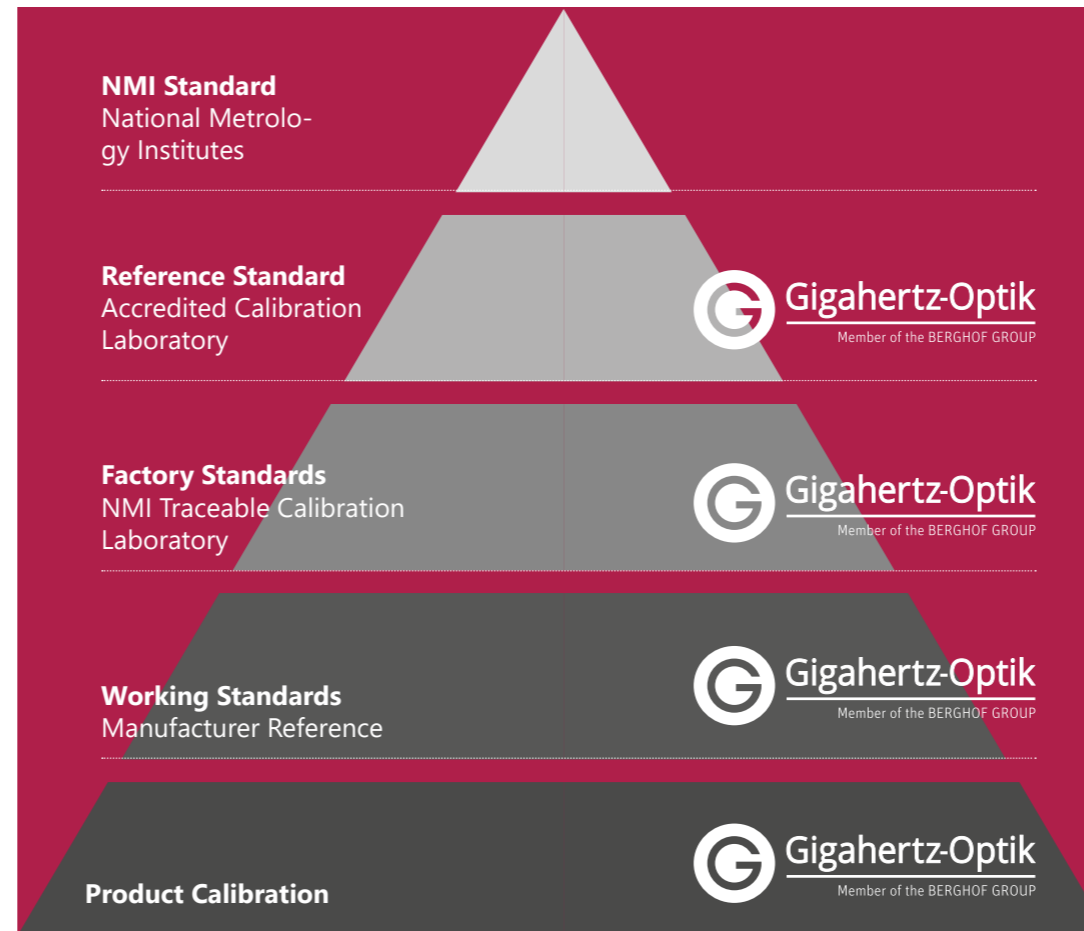 NMI Standard
National Metrolo-
gy Institutes
Reference Standard
Accredited Calibration
Laboratory
Gigahertz-Optik
Member of the BERGHOF GROUP
Factory Standards
NMI Traceable Calibration
Laboratory
Gigahertz-Optik
Member of the BERGHOF GROUP
Working Standards
Manufacturer Reference
Gigahertz-Optik
Member of the BERGHOF GROUP
Product Calibration
Gigahertz-Optik
Member of the BERGHOF GROUP